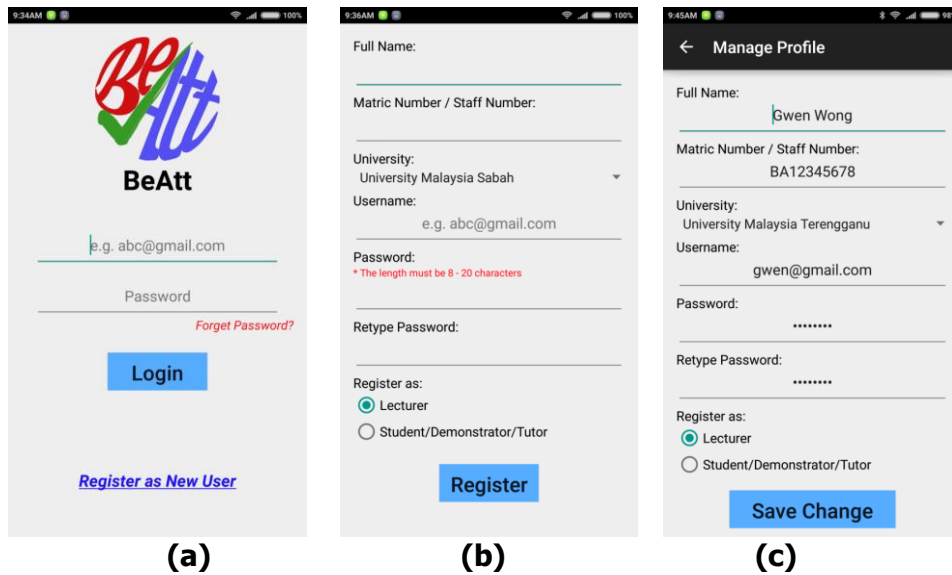 9:34AM
100%
BeAtt
BeAtt
e.g. abc@gmail.com
Password
Forget Password?
Login
Register as New User
(a)
9:36AM
100%
Full Name:
Matric Number / Staff Number:
University:
University Malaysia Sabah
Username:
e.g. abc@gmail.com
Password:
* The length must be 8 - 20 characters
Retype Password:
Register as:
Lecturer
Student/Demonstrator/Tutor
Register
(b)
9:45AM
98%
Manage Profile
Full Name:
Gwen Wong
Matric Number / Staff Number:
BA12345678
University:
University Malaysia Terengganu
Username:
gwen@gmail.com
Password:
••••••••
Retype Password:
••••••••
Register as:
Lecturer
Student/Demonstrator/Tutor
Save Change
(c)